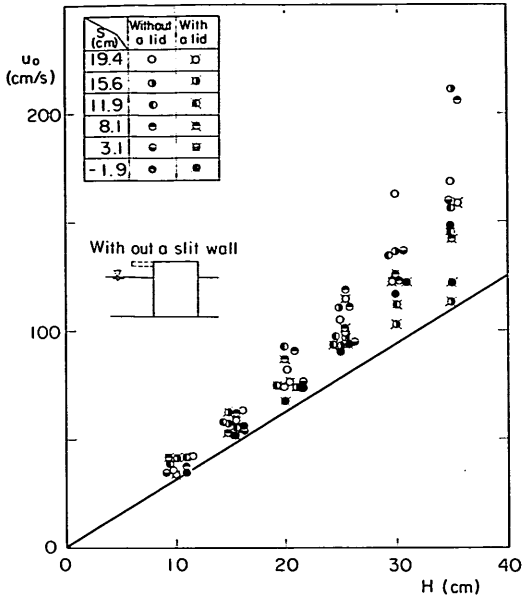 u₀
(cm/s)
S
(cm)
Without
a lid
With
a lid
19.4
15.6
11.9
8.1
3.1
-1.9
200
With out a slit wall
100
0
0
10
20
30
40
H (cm)